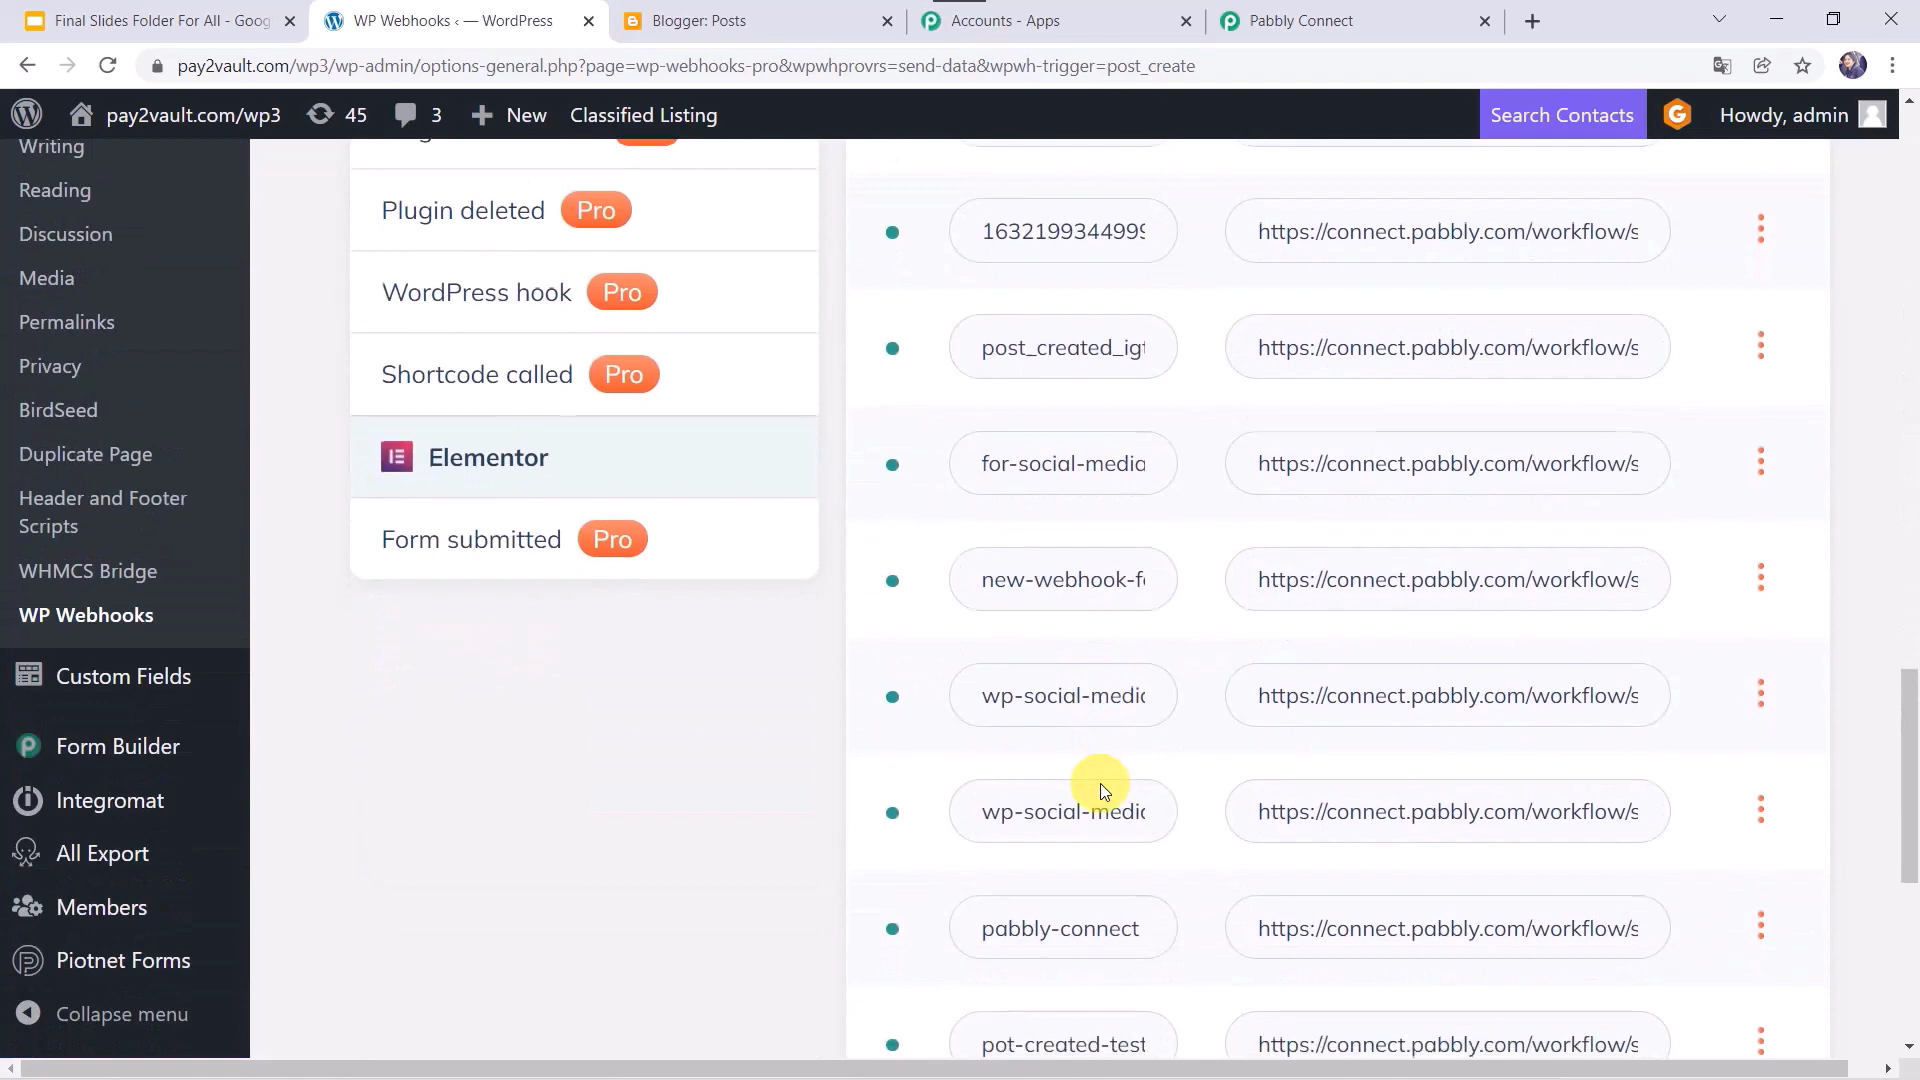 Final Slides Folder For All - Goog
WP Webhooks ‹ — WordPress
Blogger: Posts
Accounts - Apps
Pabbly Connect
pay2vault.com/wp3/wp-admin/options-general.php?page=wp-webhooks-pro&wpwhprovrs=send-data&wpwh-trigger=post_create
pay2vault.com/wp3
45
3
New
Classified Listing
Search Contacts
Howdy, admin
Writing
Reading
Discussion
Media
Permalinks
Privacy
BirdSeed
Duplicate Page
Header and Footer
Scripts
WHMCS Bridge
WP Webhooks
Custom Fields
Form Builder
Integromat
All Export
Members
Piotnet Forms
Collapse menu
Plugin deleted Pro
WordPress hook Pro
Shortcode called Pro
Elementor
Form submitted Pro
1632199344999 https://connect.pabbly.com/workflow/s
post_created_igt https://connect.pabbly.com/workflow/s
for-social-media https://connect.pabbly.com/workflow/s
new-webhook-fo https://connect.pabbly.com/workflow/s
wp-social-media https://connect.pabbly.com/workflow/s
wp-social-media https://connect.pabbly.com/workflow/s
pabbly-connect https://connect.pabbly.com/workflow/s
pot-created-test https://connect.pabbly.com/workflow/s